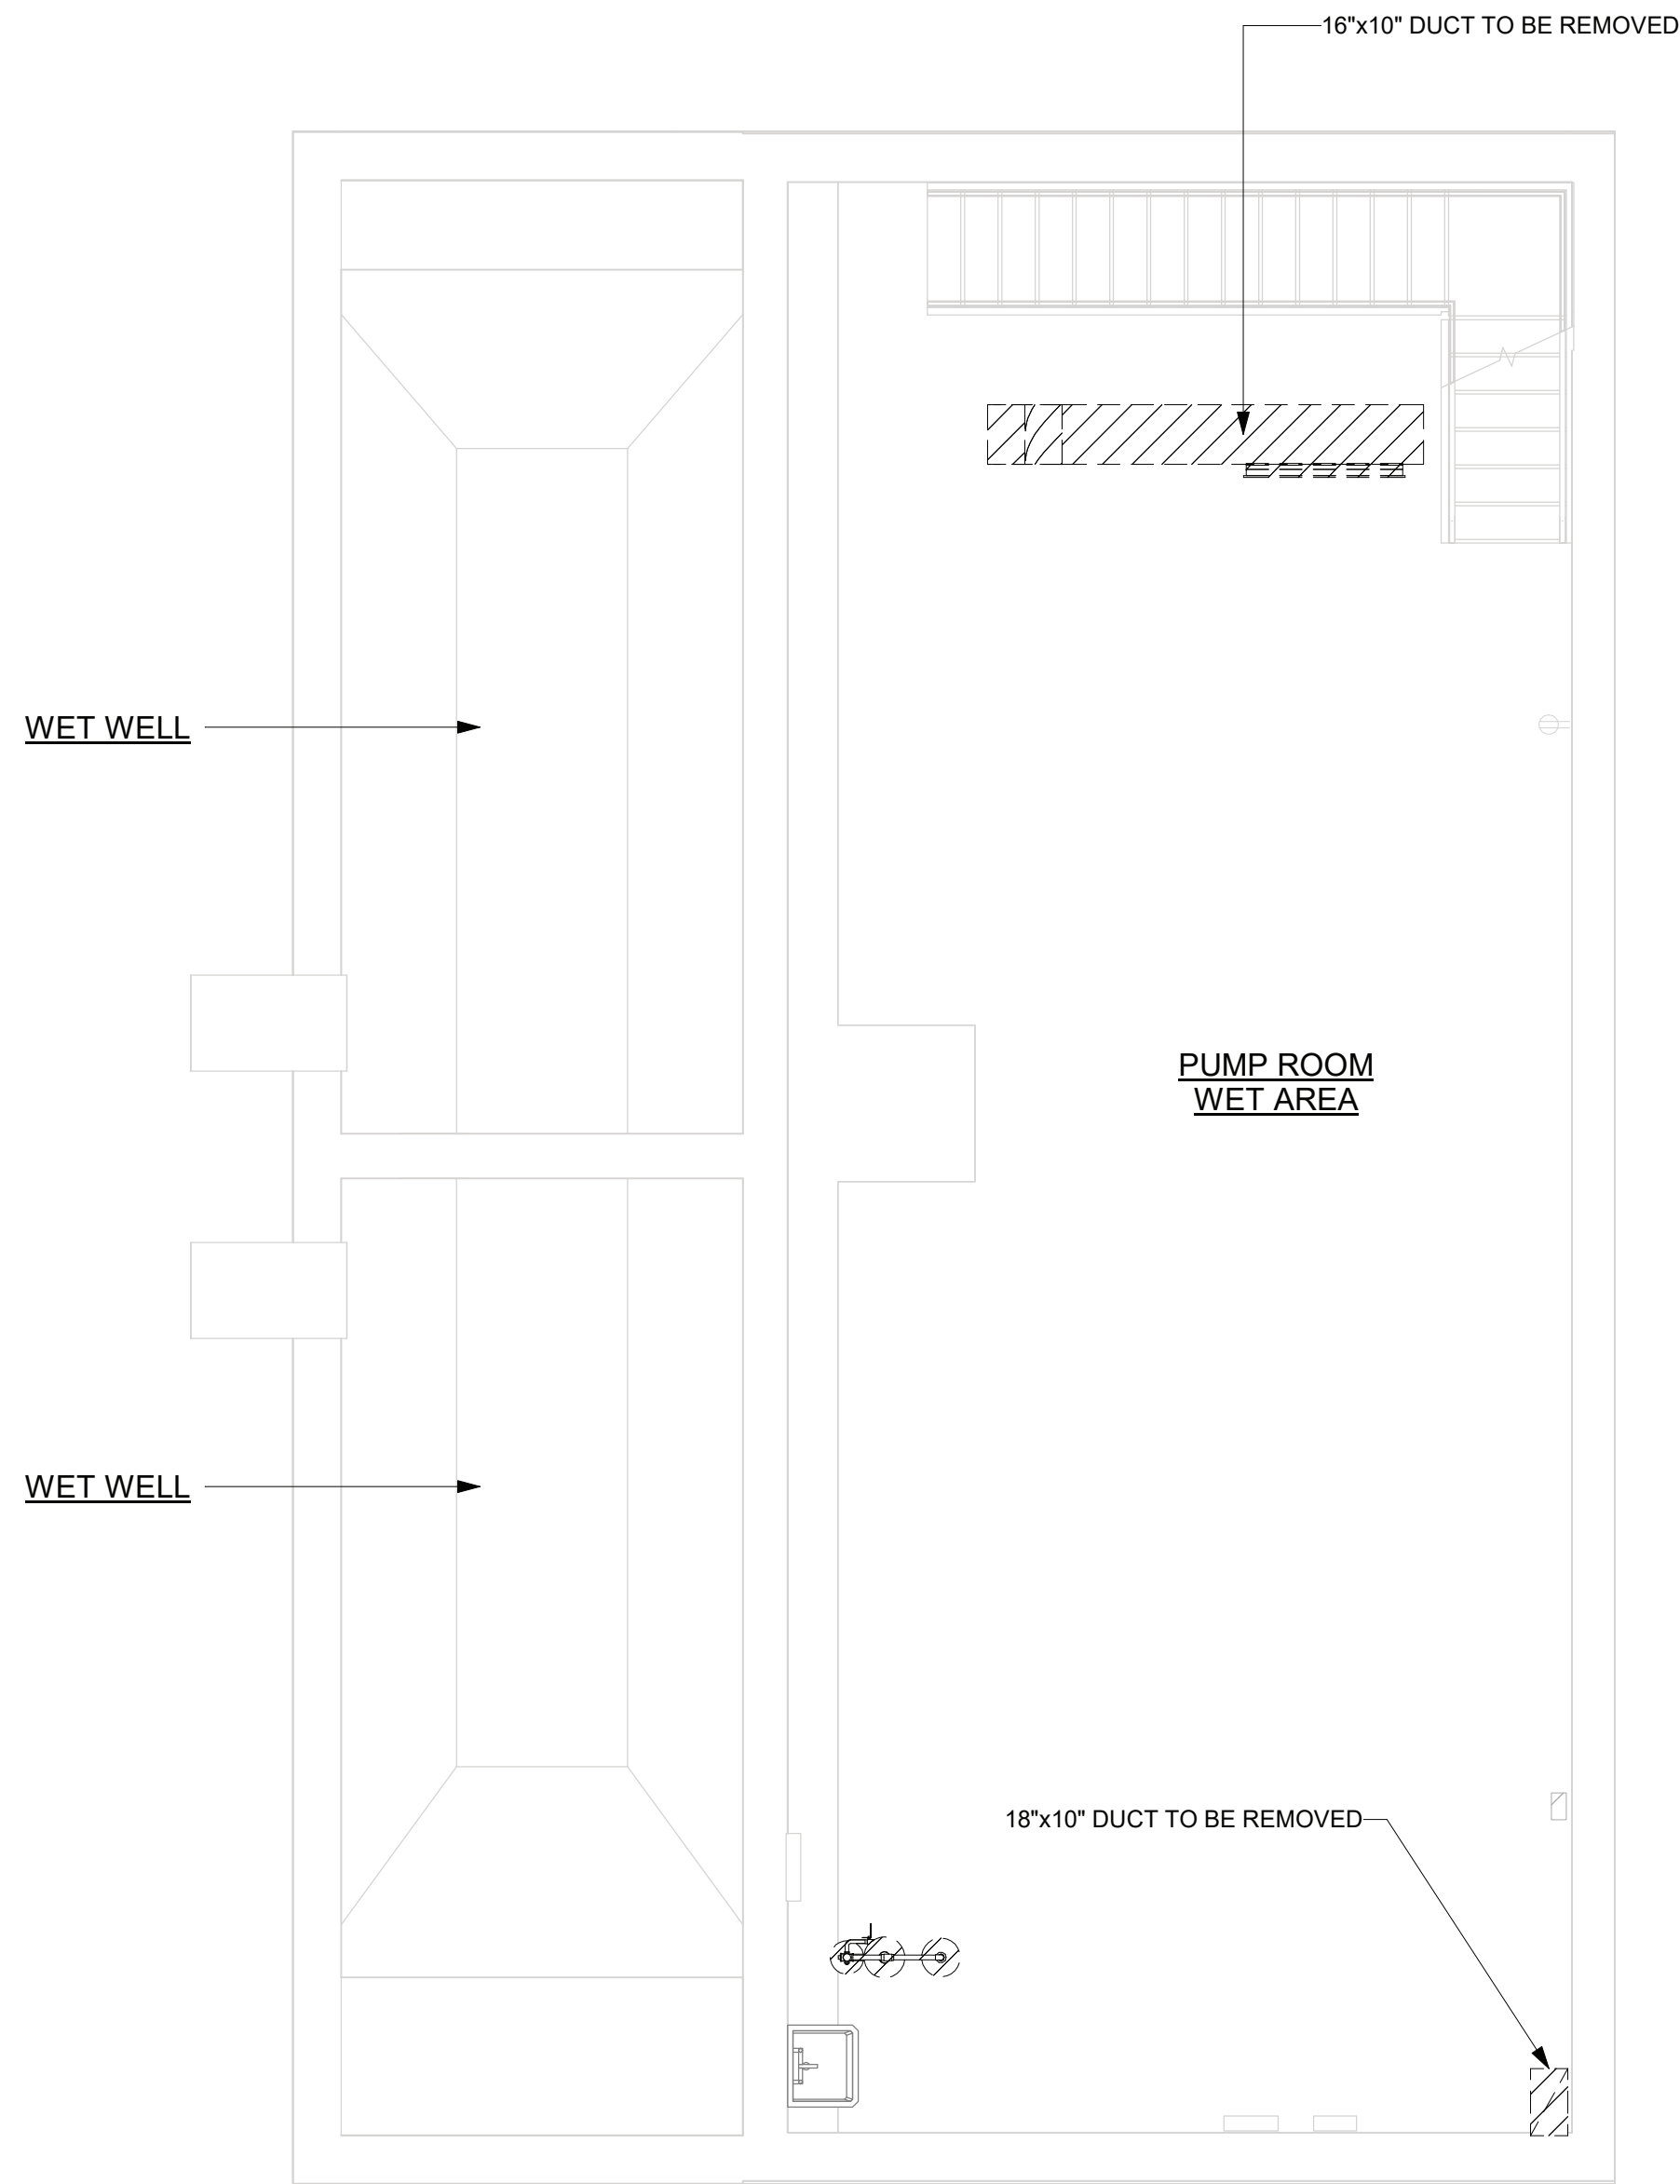 16"x10" DUCT TO BE REMOVED
WET WELL
PUMP ROOM
WET AREA
WET WELL
18"x10" DUCT TO BE REMOVED